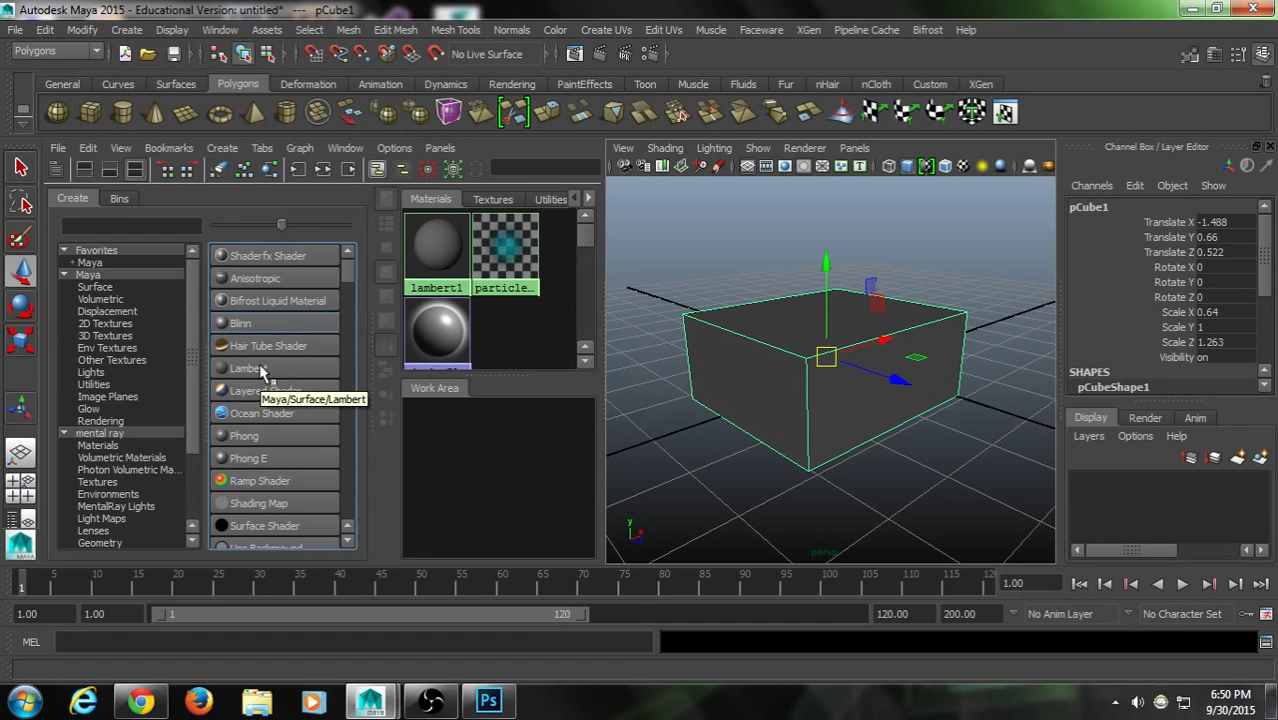 Autodesk Maya 2015 - Educational Version: untitled* --- pCube1
File Edit Modify Create Display Window Assets Select Mesh Edit Mesh Mesh Tools Normals Color Create UVs Edit UVs Muscle Faceware XGen Pipeline Cache Bifrost Help
Polygons No Live Surface
General Curves Surfaces Polygons Deformation Animation Dynamics Rendering PaintEffects Toon Muscle Fluids Fur nHair nCloth Custom XGen
File Edit View Bookmarks Create Tabs Graph Window Options Panels
View Shading Lighting Show Renderer Panels
Channel Box / Layer Editor
Channels Edit Object Show
Create Bins
Materials Textures Utilities
lambert1 particle...
Work Area
Favorites
Maya
Maya
Surface
Volumetric
Displacement
2D Textures
3D Textures
Env Textures
Other Textures
Lights
Utilities
Image Planes
Glow
Rendering
mental ray
Materials
Volumetric Materials
Photon Volumetric Ma...
Textures
Environments
MentalRay Lights
Light Maps
Lenses
Geometry
Shaderfx Shader
Anisotropic
Bifrost Liquid Material
Blinn
Hair Tube Shader
Lambert
Layered Shader
Maya/Surface/Lambert
Ocean Shader
Phong
Phong E
Ramp Shader
Shading Map
Surface Shader
Use Background
y
x
persp
pCube1
Translate X -1.488
Translate Y 0.66
Translate Z 0.522
Rotate X 0
Rotate Y 0
Rotate Z 0
Scale X 0.64
Scale Y 1
Scale Z 1.263
Visibility on
SHAPES
pCubeShape1
Display Render Anim
Layers Options Help
1 5 10 15 20 25 30 35 40 45 50 55 60 65 70 75 80 85 90 95 100 105 110 115 120 1.00
1.00 1.00 1 120 120.00 200.00 No Anim Layer No Character Set
MEL
MAYA
6:50 PM
9/30/2015